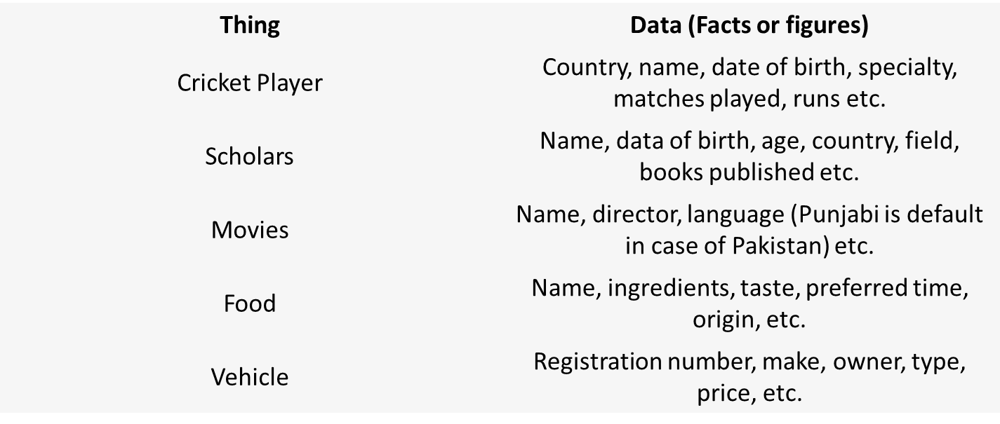 Thing Data (Facts or figures)
Cricket Player Country, name, date of birth, specialty,
matches played, runs etc.
Scholars Name, data of birth, age, country, field,
books published etc.
Movies Name, director, language (Punjabi is default
in case of Pakistan) etc.
Food Name, ingredients, taste, preferred time,
origin, etc.
Vehicle Registration number, make, owner, type,
price, etc.